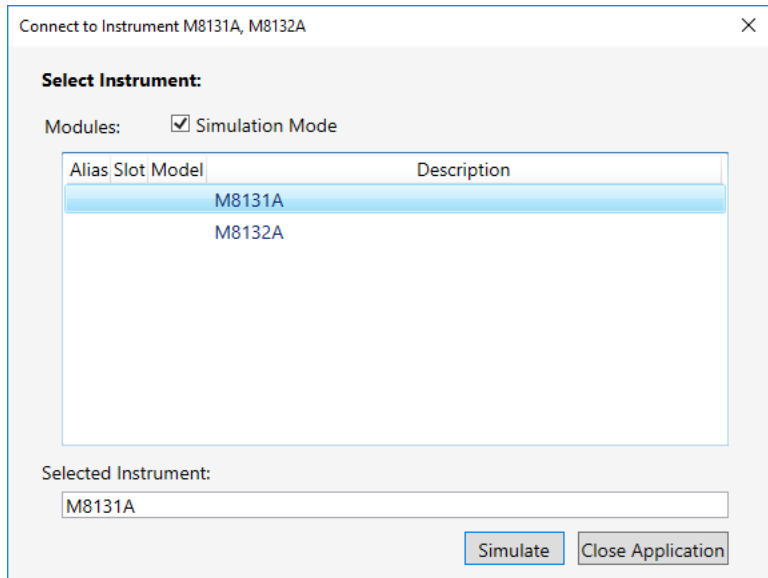 Connect to Instrument M8131A, M8132A
Select Instrument:
Modules: Simulation Mode
Alias Slot Model Description
M8131A
M8132A
Selected Instrument:
M8131A
Simulate Close Application